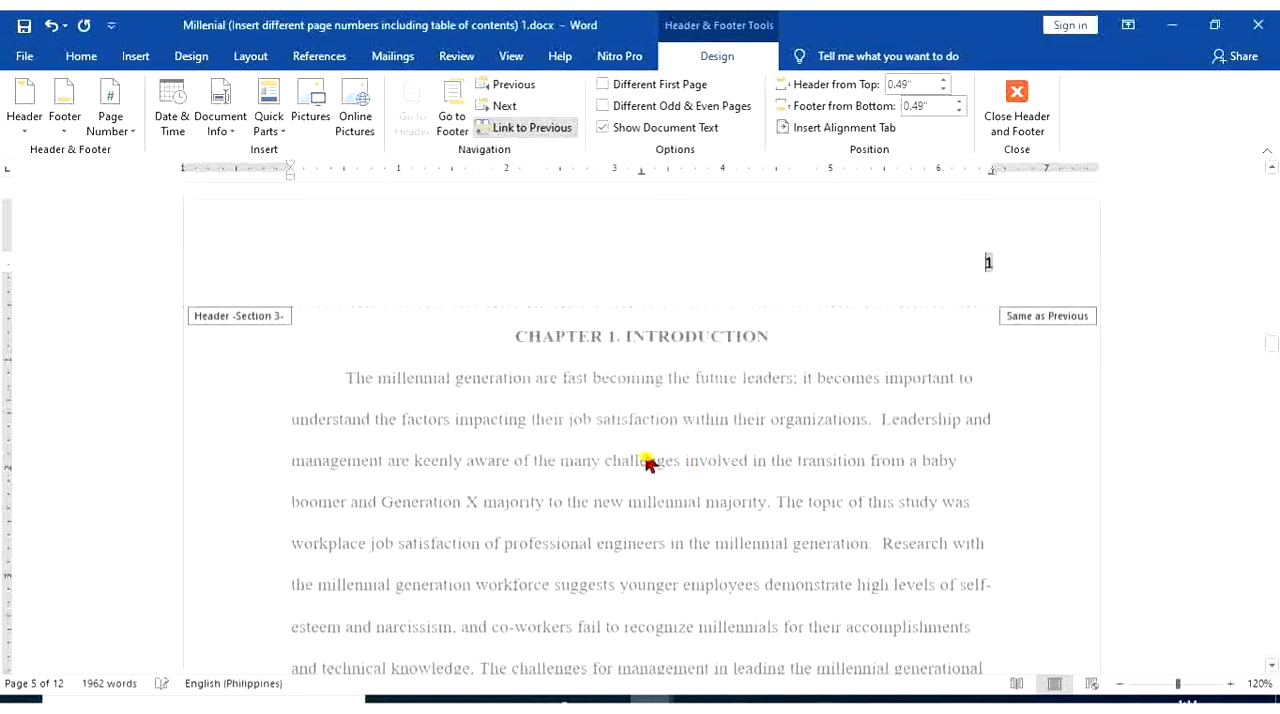 Millenial (Insert different page numbers including table of contents) 1.docx - Word
Header & Footer Tools
Sign in
File Home Insert Design Layout References Mailings Review View Help Nitro Pro Design Tell me what you want to do Share
Header Footer Page Number
Header & Footer
Date & Time Document Info Quick Parts Pictures Online Pictures
Insert
Go to Header Go to Footer
Previous
Next
Link to Previous
Navigation
Different First Page
Different Odd & Even Pages
Show Document Text
Options
Header from Top: 0.49"
Footer from Bottom: 0.49"
Insert Alignment Tab
Position
Close Header and Footer
Close
1 1 2 3 4 5 6 7
1
Header -Section 3-
Same as Previous
CHAPTER 1. INTRODUCTION
The millennial generation are fast becoming the future leaders; it becomes important to
understand the factors impacting their job satisfaction within their organizations. Leadership and
management are keenly aware of the many challenges involved in the transition from a baby
boomer and Generation X majority to the new millennial majority. The topic of this study was
workplace job satisfaction of professional engineers in the millennial generation. Research with
the millennial generation workforce suggests younger employees demonstrate high levels of self-
esteem and narcissism, and co-workers fail to recognize millennials for their accomplishments
and technical knowledge. The challenges for management in leading the millennial generational
Page 5 of 12 1962 words English (Philippines) 120%